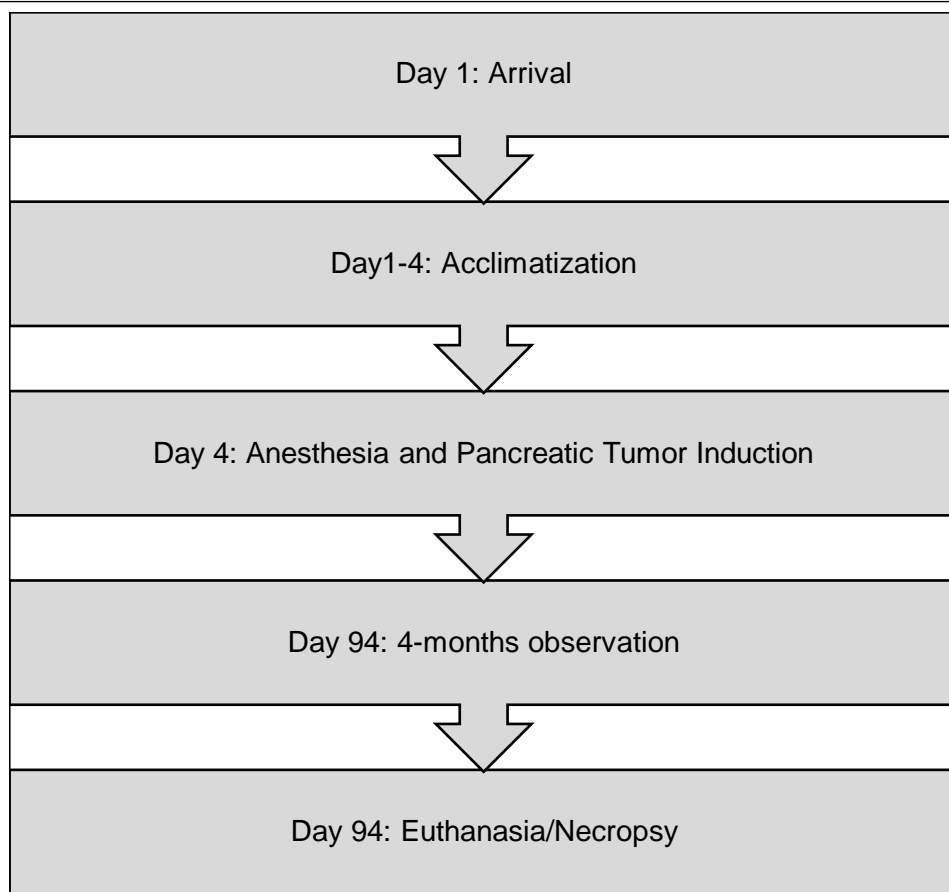 Day 1: Arrival
Day1-4: Acclimatization
Day 4: Anesthesia and Pancreatic Tumor Induction
Day 94: 4-months observation
Day 94: Euthanasia/Necropsy